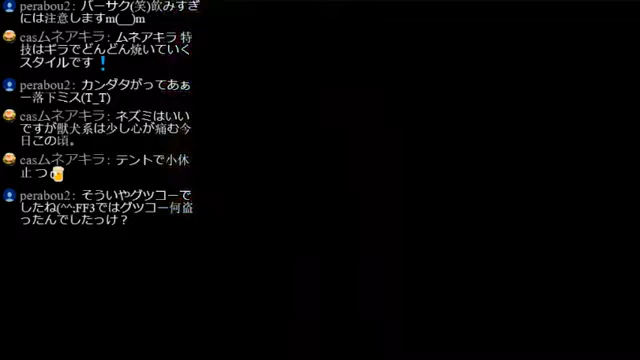 perabou2: バーサク(笑)飲みすぎ
には注意しますm(__)m
casムネアキラ: ムネアキラ 特
技はギラでどんどん焼いていく
スタイルです❗
perabou2: カンダタがってあぁ
ー落下ミス(T_T)
casムネアキラ: ネズミはいい
ですが獣犬系は少し心が痛む今
日この頃。
casムネアキラ: テントで小休
止 つ🍺
perabou2: そういやグツコーで
したね(^^;FF3ではグツコー何盗
ったんでしたっけ？